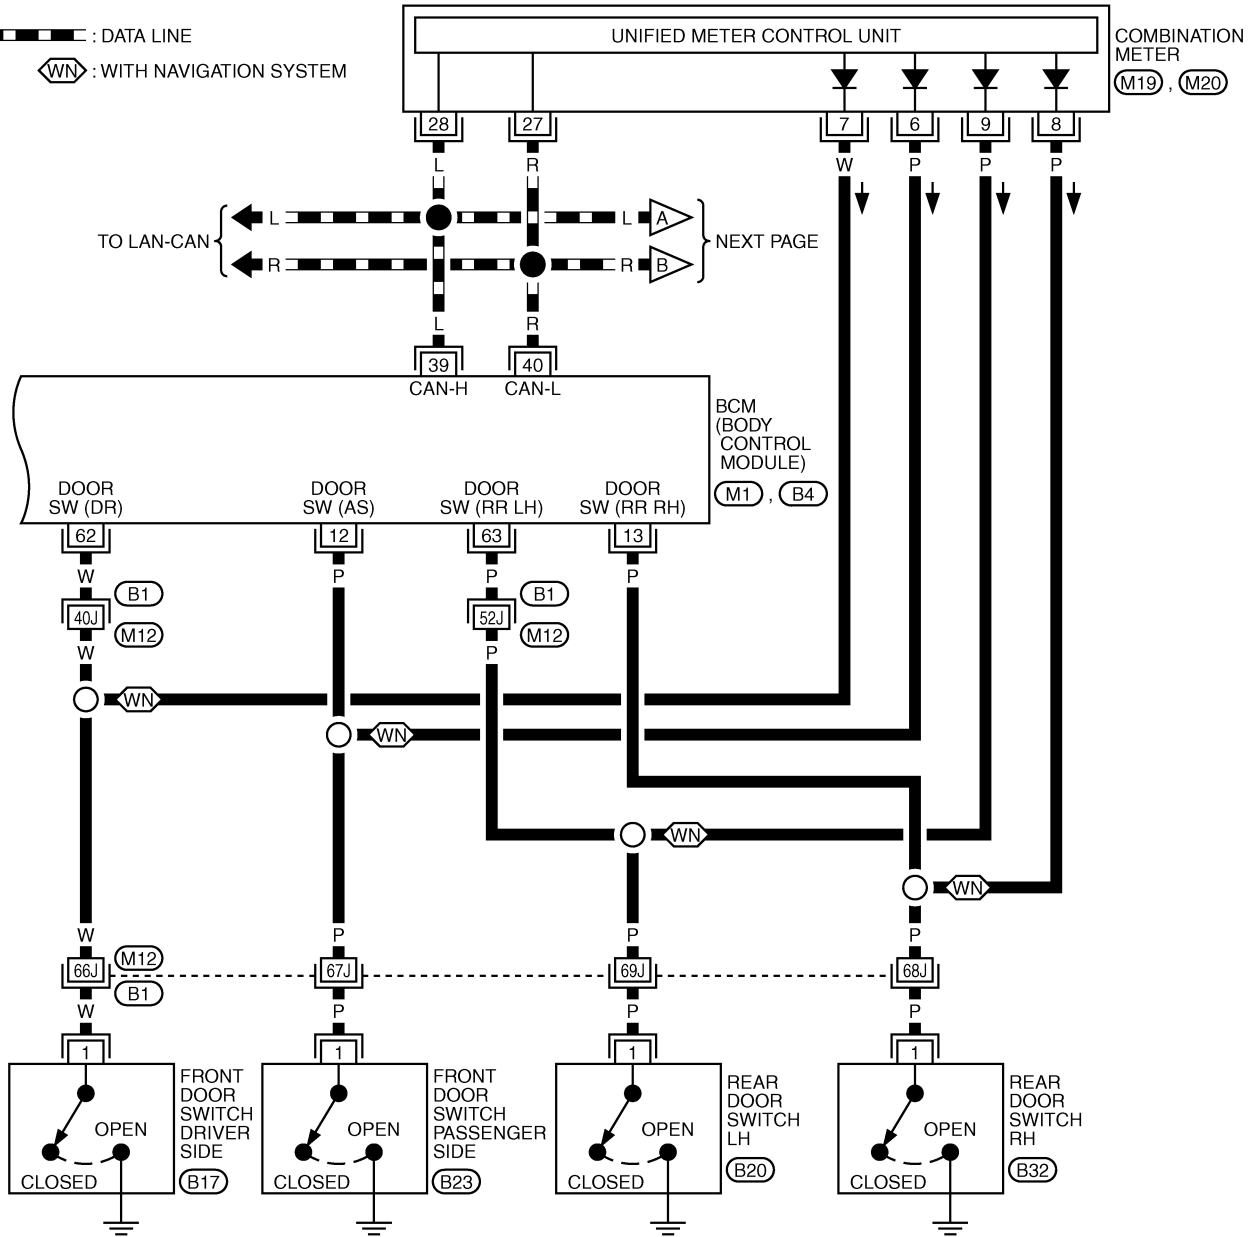 : DATA LINE
WN : WITH NAVIGATION SYSTEM
UNIFIED METER CONTROL UNIT
COMBINATION
METER
M19 , M20
28 27 7 6 9 8
L R W P P P
L L A
TO LAN-CAN NEXT PAGE
R R B
L R
39 40
CAN-H CAN-L
BCM
(BODY
CONTROL
MODULE)
M1 , B4
DOOR DOOR DOOR DOOR
SW (DR) SW (AS) SW (RR LH) SW (RR RH)
62 12 63 13
W P P P
B1 B1
40J 52J
M12 M12
W P
WN
WN
WN
WN
W P P P
M12
66J 67J 69J 68J
B1
W P P P
1 1 1 1
FRONT
DOOR
SWITCH
DRIVER
SIDE
B17
OPEN
CLOSED
FRONT
DOOR
SWITCH
PASSENGER
SIDE
B23
OPEN
CLOSED
REAR
DOOR
SWITCH
LH
B20
OPEN
CLOSED
REAR
DOOR
SWITCH
RH
B32
OPEN
CLOSED